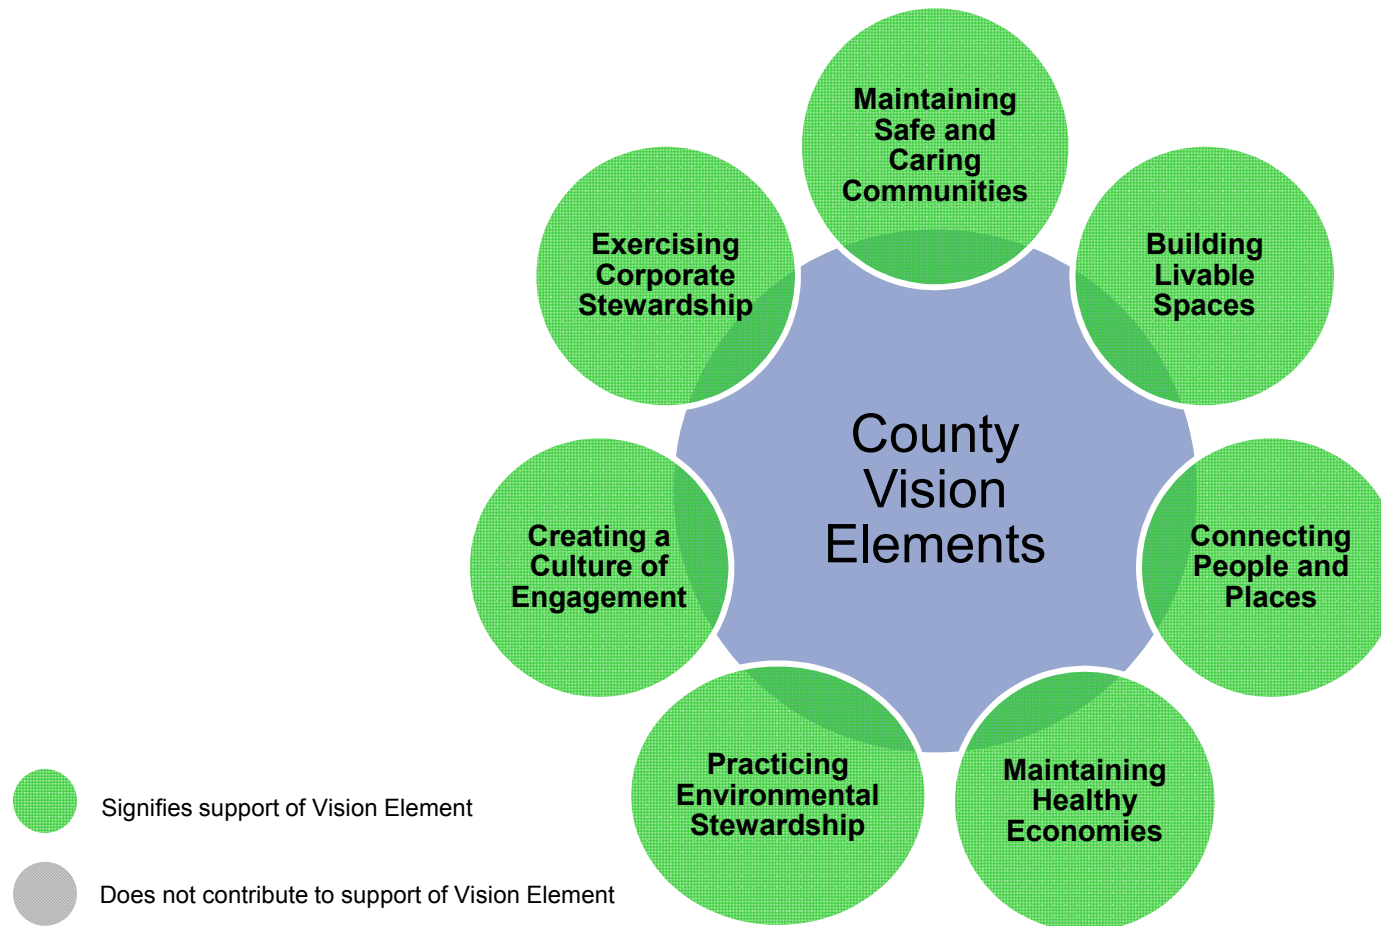 Maintaining
Safe and
Caring
Communities
Building
Livable
Spaces
Connecting
People and
Places
Maintaining
Healthy
Economies
Practicing
Environmental
Stewardship
Creating a
Culture of
Engagement
Exercising
Corporate
Stewardship
County
Vision
Elements
Signifies support of Vision Element
Does not contribute to support of Vision Element